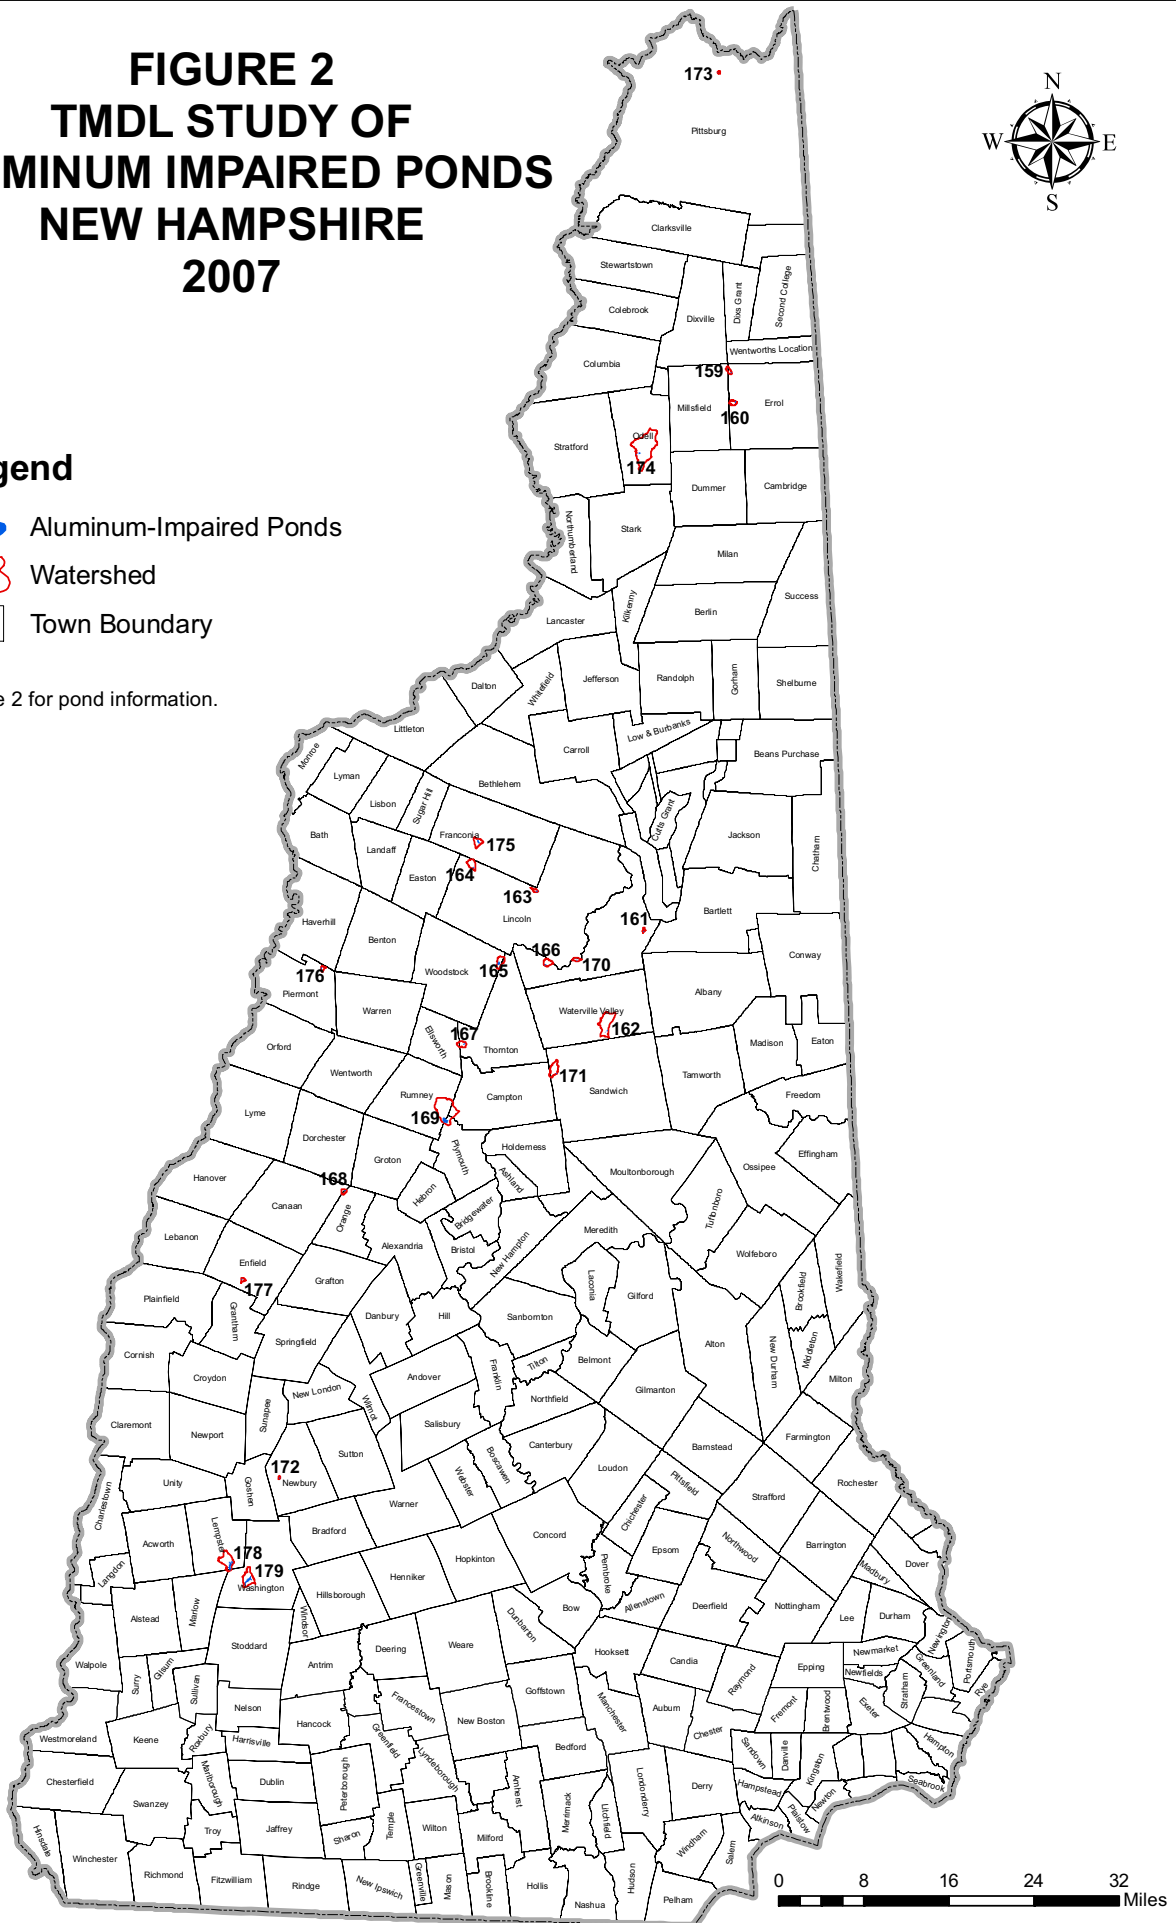 FIGURE 2
TMDL STUDY OF
MINUM IMPAIRED PONDS
NEW HAMPSHIRE
2007
N
W
E
S
gend
Aluminum-Impaired Ponds
Watershed
Town Boundary
e 2 for pond information.
173
Pittsburg
Clarksville
Stewartstown
Colebrook
Dixville
Dixs Grant
Second College
Wentworths Location
Columbia
159
Millsfield
Errol
160
Stratford
Odell
174
Dummer
Cambridge
Northumberland
Stark
Milan
Kilkenny
Success
Berlin
Lancaster
Jefferson
Randolph
Gorham
Shelburne
Dalton
Whitefield
Littleton
Low & Burbanks
Carroll
Monroe
Beans Purchase
Lyman
Bethlehem
Lisbon
Sugar Hill
Cutts Grant
Bath
Franconia
175
Jackson
Chatham
Landaff
Easton
164
163
Lincoln
161
Bartlett
Haverhill
Benton
Conway
166
170
165
Woodstock
176
Piermont
Albany
Warren
Waterville Valley
162
Ellsworth
167
Thornton
Madison
Eaton
Orford
Wentworth
171
Sandwich
Tamworth
Rumney
Campton
Freedom
Lyme
169
Dorchester
Plymouth
Holderness
Effingham
Groton
Ossipee
Moultonborough
Ashland
168
Hanover
Hebron
Tuftonboro
Canaan
Orange
Bridgewater
Meredith
Lebanon
Alexandria
Bristol
New Hampton
Wolfeboro
Enfield
Wakefield
177
Grafton
Laconia
Gilford
Brookfield
Plainfield
Grantham
Danbury
Hill
Sanbornton
Springfield
Alton
New Durham
Middleton
Cornish
Croydon
Andover
Franklin
Tilton
Belmont
Milton
New London
Gilmanton
Wilmot
Northfield
Claremont
Newport
Sunapee
Salisbury
Farmington
Sutton
Canterbury
Barnstead
172
Newbury
Boscawen
Loudon
Webster
Pittsfield
Unity
Goshen
Rochester
Strafford
Charlestown
Warner
Chichester
Lempster
Bradford
Concord
Northwood
Acworth
178
Epsom
Barrington
Hopkinton
179
Washington
Pembroke
Dover
Langdon
Henniker
Madbury
Hillsborough
Allenstown
Alstead
Marlow
Windsor
Bow
Deerfield
Nottingham
Lee
Durham
Dunbarton
Stoddard
Deering
Weare
Hooksett
Newington
Candia
Newmarket
Portsmouth
Walpole
Antrim
Epping
Surry
Gilsum
Raymond
Newfields
Greenland
Rye
Sullivan
Goffstown
Stratham
Nelson
Francestown
Manchester
Auburn
Fremont
Brentwood
Exeter
Hancock
New Boston
Chester
Westmoreland
Keene
Roxbury
Harrisville
Greenfield
Bedford
Sandown
Danville
Hampton
Lyndeborough
Kingston
Chesterfield
Marlborough
Dublin
Peterborough
Amherst
Londonderry
Derry
Hampstead
Seabrook
Swanzey
Merrimack
Litchfield
Newton
Plaistow
Atkinson
Hinsdale
Troy
Jaffrey
Sharon
Temple
Wilton
Milford
Windham
Salem
Winchester
Richmond
Fitzwilliam
Rindge
New Ipswich
Greenville
Mason
Brookline
Hollis
Nashua
Hudson
Pelham
0 8 16 24 32
Miles